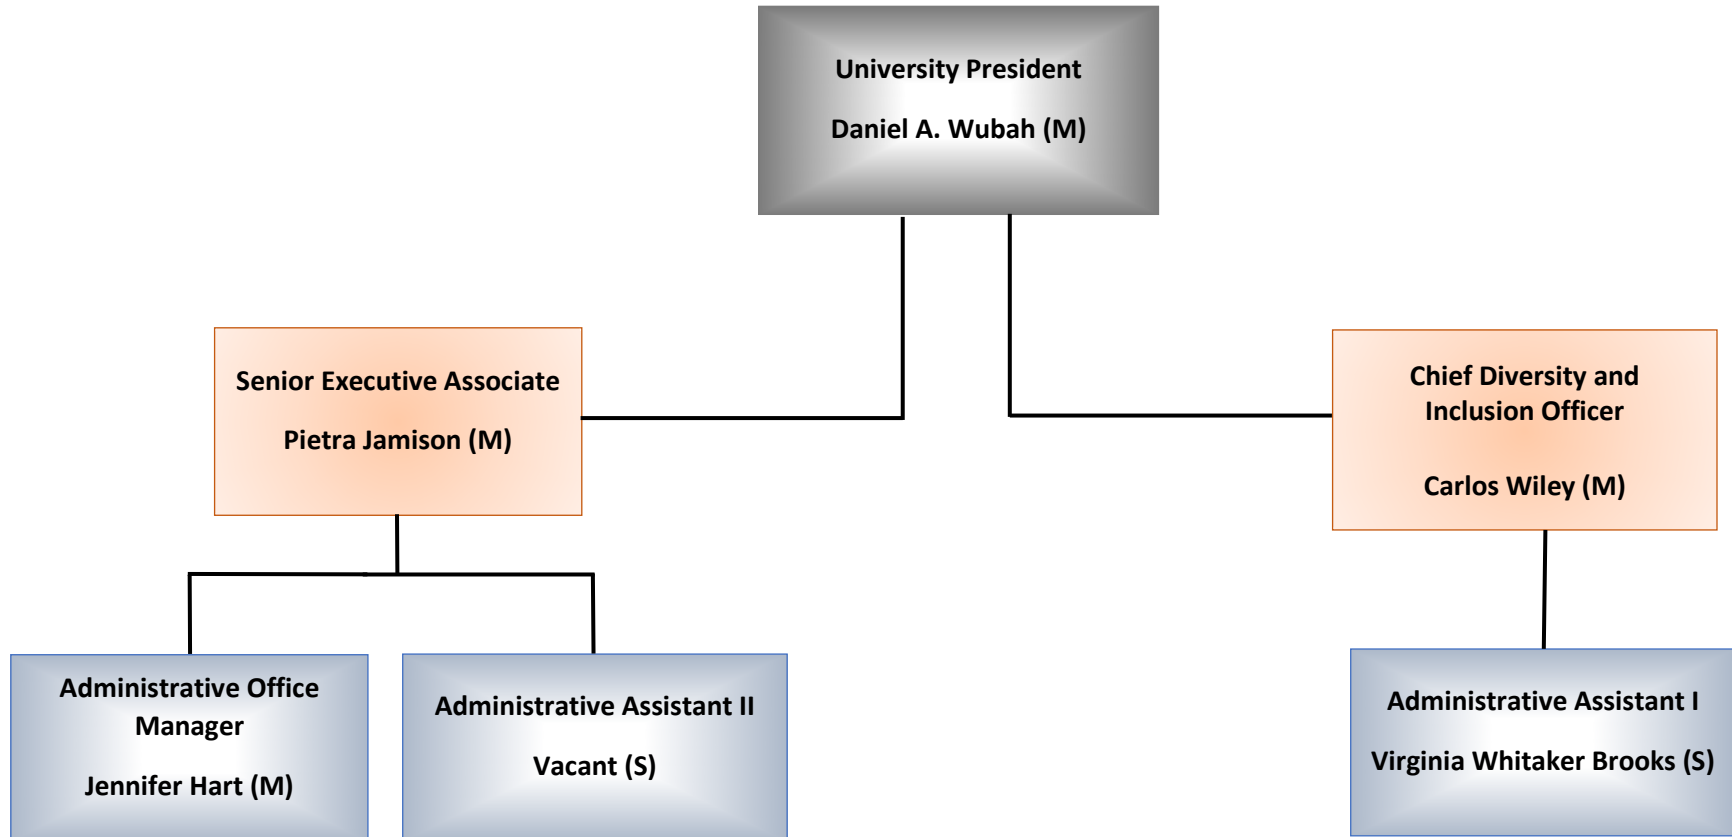 University President
Daniel A. Wubah (M)
Senior Executive Associate
Pietra Jamison (M)
Chief Diversity and
Inclusion Officer
Carlos Wiley (M)
Administrative Office
Manager
Jennifer Hart (M)
Administrative Assistant II
Vacant (S)
Administrative Assistant I
Virginia Whitaker Brooks (S)